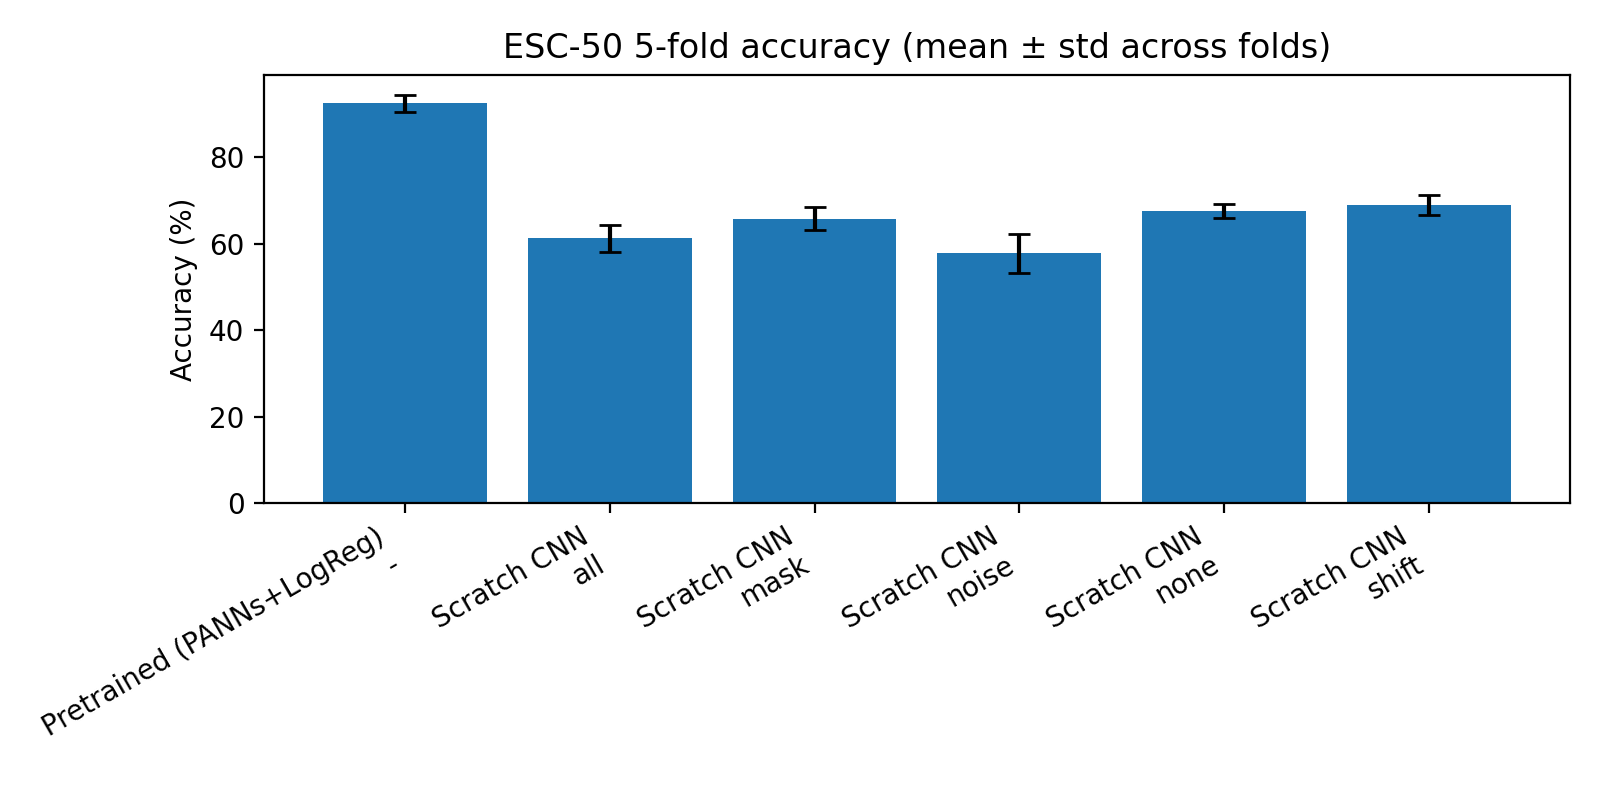 ESC-50 5-fold accuracy (mean ± std across folds)
Accuracy (%)
80
60
40
20
0
Pretrained (PANNs+LogReg)
-
Scratch CNN
all
Scratch CNN
mask
Scratch CNN
noise
Scratch CNN
none
Scratch CNN
shift